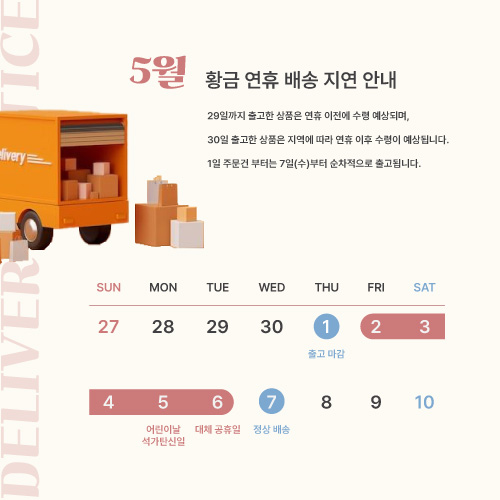 5월 황금 연휴 배송 지연 안내
29일까지 출고한 상품은 연휴 이전에 수령 예상되며,
30일 출고한 상품은 지역에 따라 연휴 이후 수령이 예상됩니다.
1일 주문건 부터는 7일(수)부터 순차적으로 출고됩니다.
elivery
SUN MON TUE WED THU FRI SAT
27 28 29 30 1 2 3
출고 마감
4 5 6 7 8 9 10
어린이날 대체 공휴일 정상 배송
석가탄신일
DELIVER
TICE